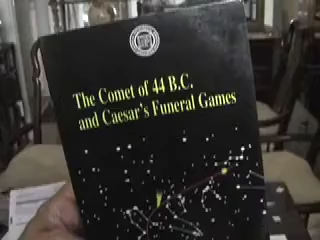 The Comet of 44 B.C.
and Caesar's Funeral Games